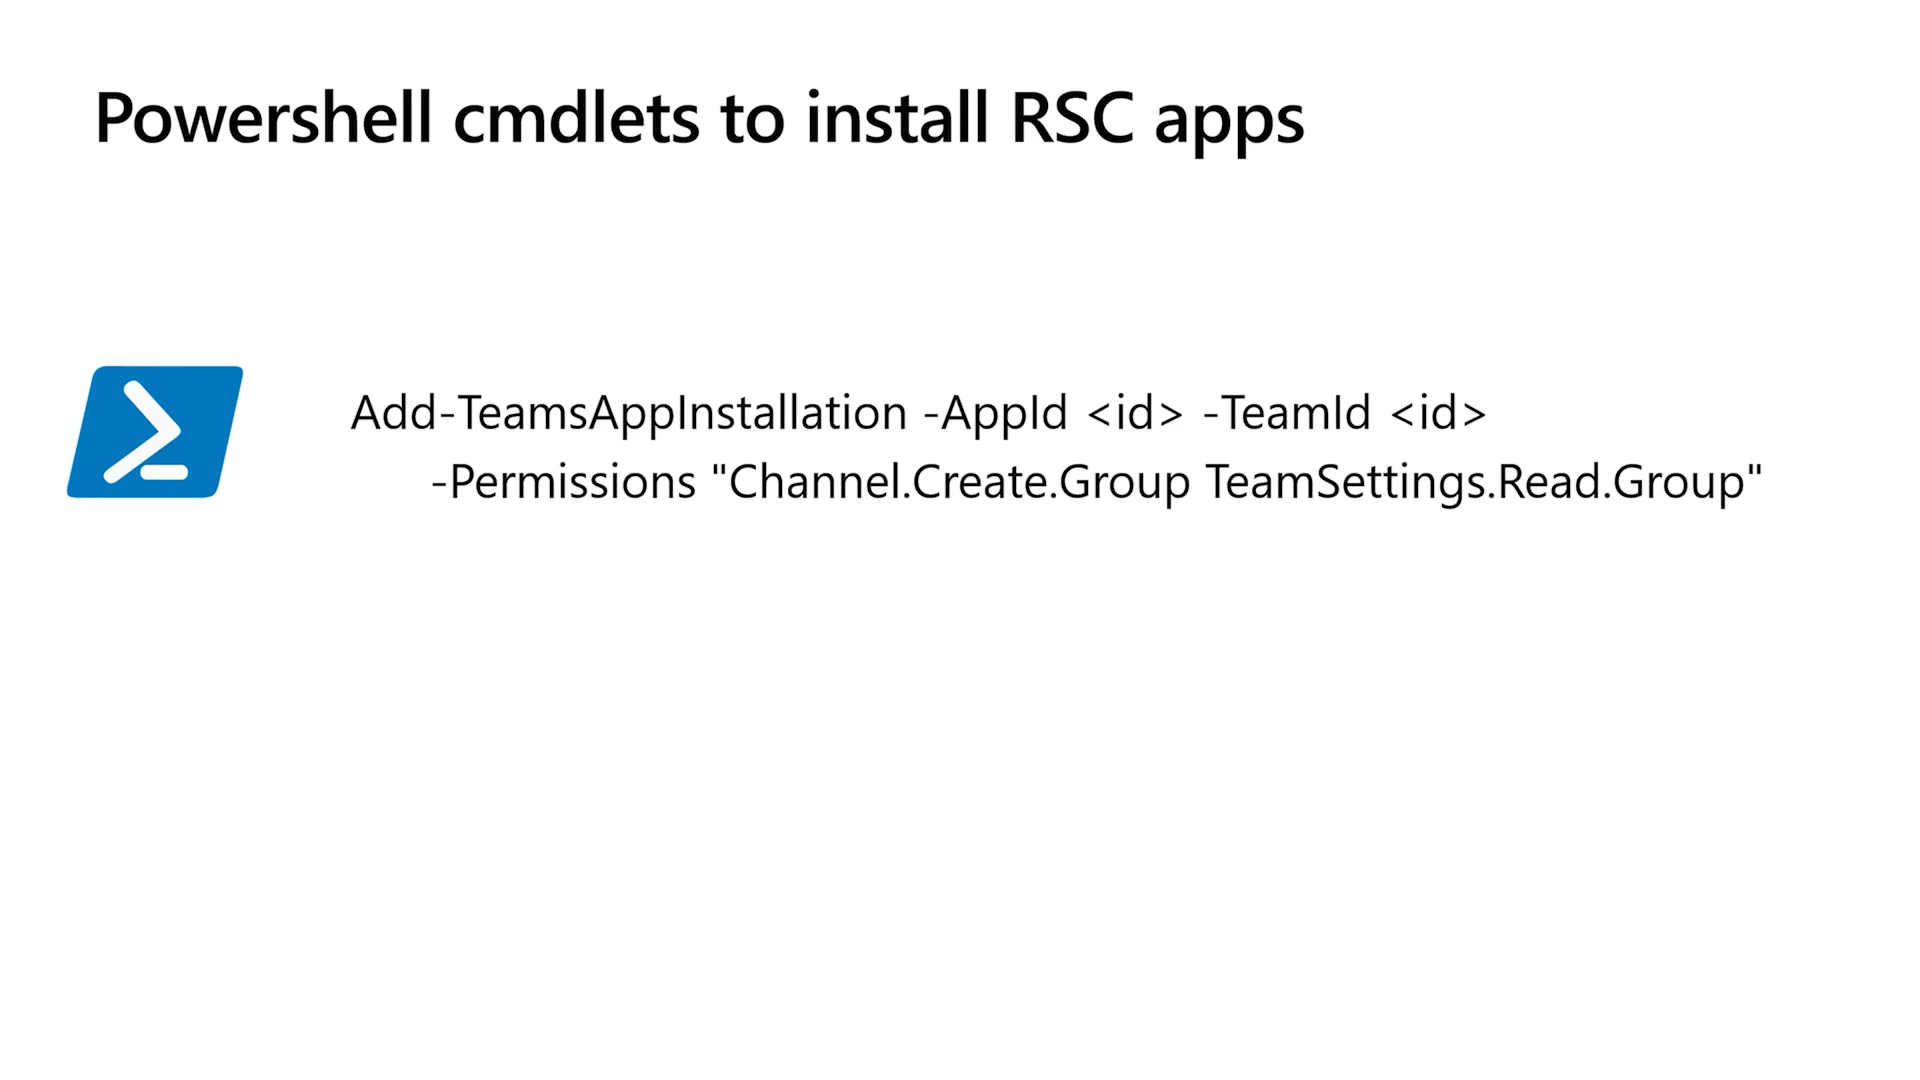 Powershell cmdlets to install RSC apps
Add-TeamsAppInstallation -AppId <id> -TeamId <id>
-Permissions "Channel.Create.Group TeamSettings.Read.Group"